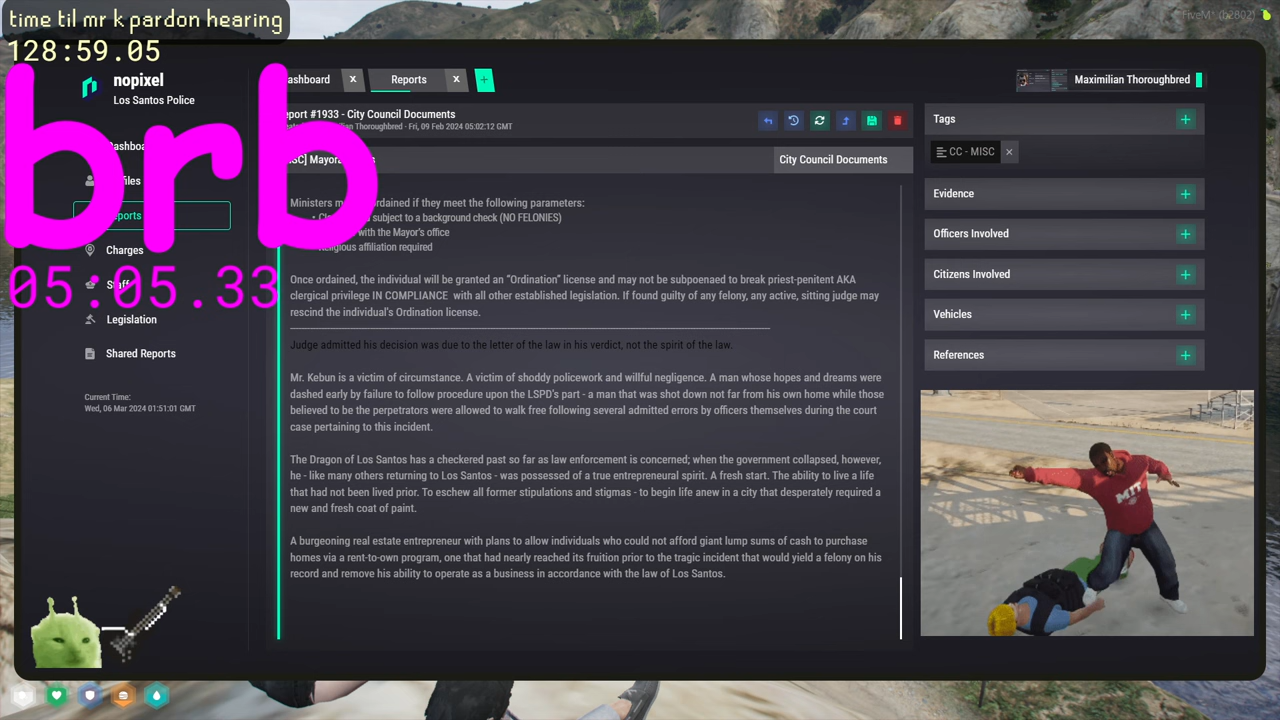 time til mr k pardon hearing
128:59.05
FiveM* (b2802)
brb
05:05.33
nopixel
Los Santos Police
ashboard
x
Reports
x
+
Maximilian Thoroughbred
eport #1933 - City Council Documents
ilian Thoroughbred - Fri, 09 Feb 2024 05:02:12 GMT
City Council Documents
Tags
+
CC - MISC
x
Evidence
+
Officers Involved
+
Citizens Involved
+
Vehicles
+
References
+
Dashboa
files
eports
Charges
Staff
Legislation
Shared Reports
Current Time:
Wed, 06 Mar 2024 01:51:01 GMT
SC] Mayora
Ministers m rdained if they meet the following parameters:
subject to a background check (NO FELONIES)
with the Mayor's office
Religious affiliation required
Once ordained, the individual will be granted an "Ordination" license and may not be subpoenaed to break priest-penitent AKA
clergical privilege IN COMPLIANCE with all other established legislation. If found guilty of any felony, any active, sitting judge may
rescind the individual's Ordination license.
Judge admitted his decision was due to the letter of the law in his verdict, not the spirit of the law.
Mr. Kebun is a victim of circumstance. A victim of shoddy policework and willful negligence. A man whose hopes and dreams were
dashed early by failure to follow procedure upon the LSPD's part - a man that was shot down not far from his own home while those
believed to be the perpetrators were allowed to walk free following several admitted errors by officers themselves during the court
case pertaining to this incident.
The Dragon of Los Santos has a checkered past so far as law enforcement is concerned; when the government collapsed, however,
he - like many others returning to Los Santos - was possessed of a true entrepreneural spirit. A fresh start. The ability to live a life
that had not been lived prior. To eschew all former stipulations and stigmas - to begin life anew in a city that desperately required a
new and fresh coat of paint.
A burgeoning real estate entrepreneur with plans to allow individuals who could not afford giant lump sums of cash to purchase
homes via a rent-to-own program, one that had nearly reached its fruition prior to the tragic incident that would yield a felony on his
record and remove his ability to operate as a business in accordance with the law of Los Santos.
MIT